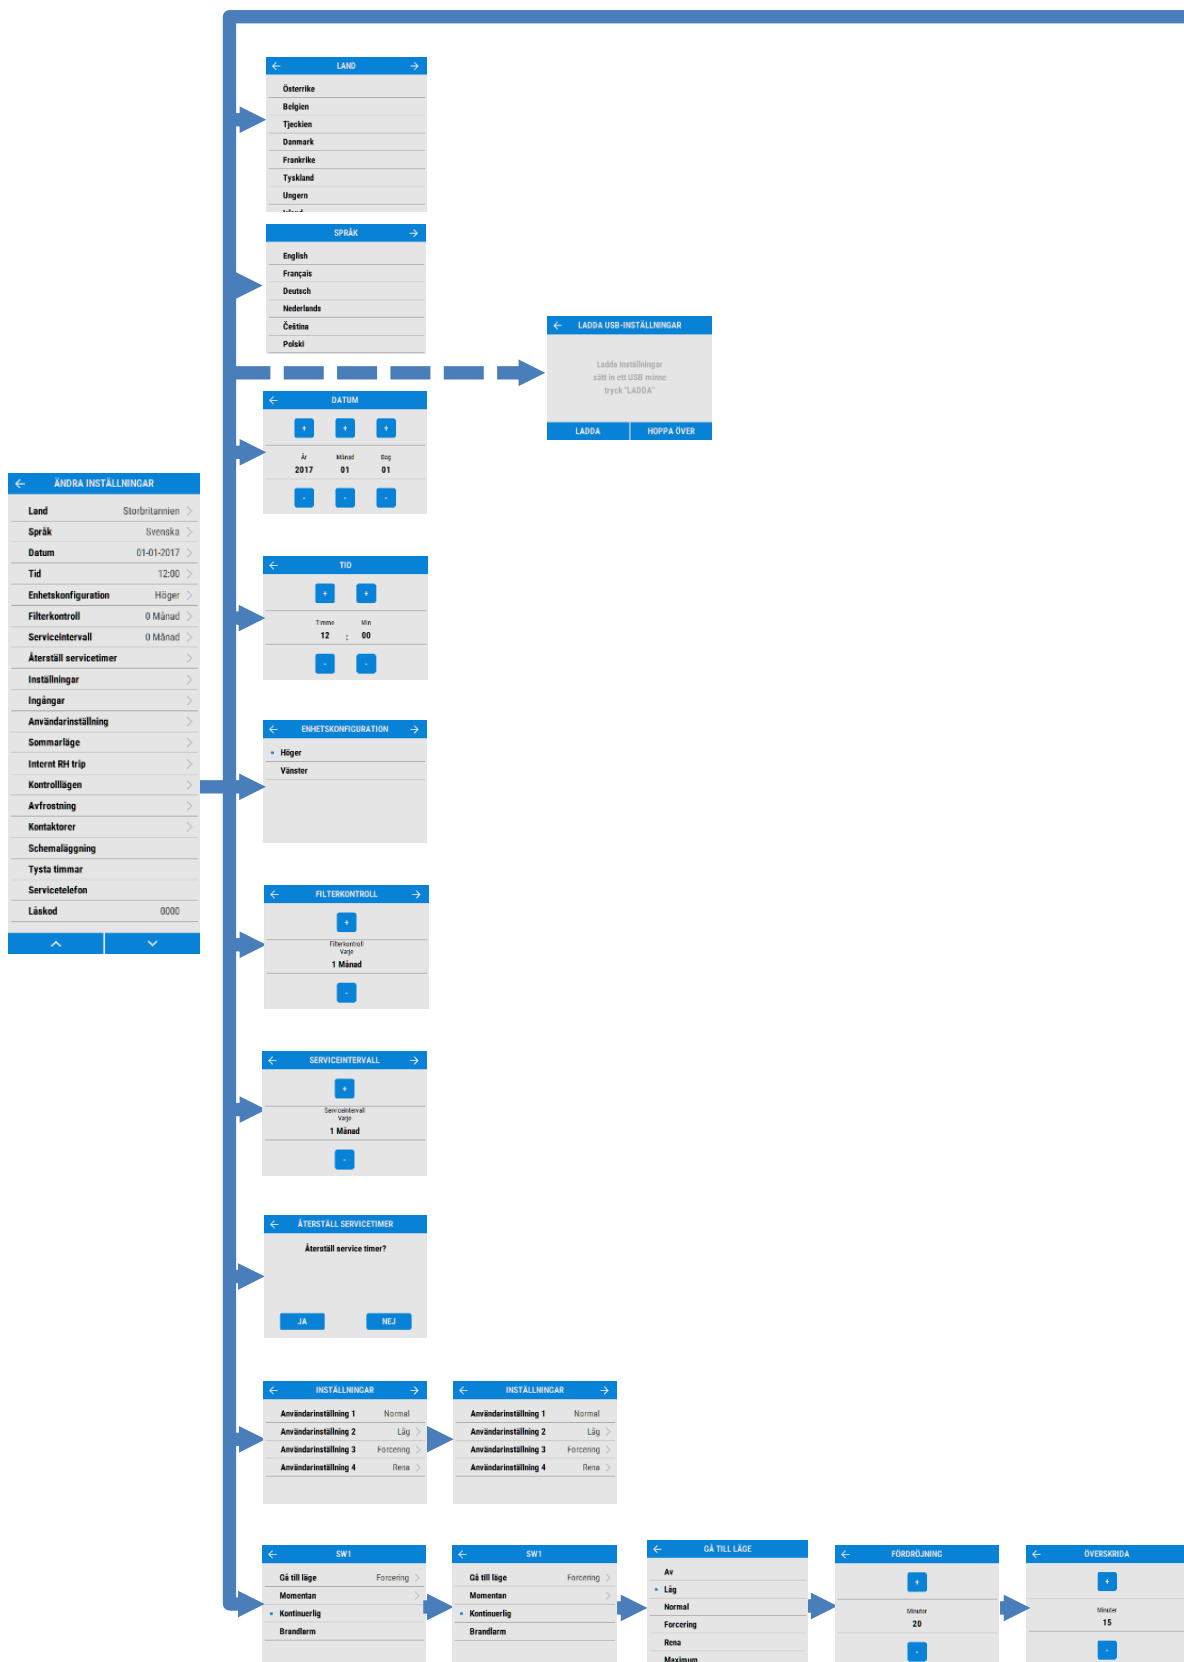 LAND
Österrike
Belgien
Tjeckien
Danmark
Frankrike
Tyskland
Ungern
SPRÅK
English
Français
Deutsch
Nederlands
Čeština
Polski
LADDA USB-INSTÄLLNINGAR
Ladda Inställningar
sätt in ett USB minne
tryck "LADDA"
LADDA HOPPA ÖVER
DATUM
+ + +
År Månad Dag
2017 01 01
- - -
ÄNDRA INSTÄLLNINGAR
Land Storbritannien
Språk Svenska
Datum 01-01-2017
Tid 12:00
Enhetskonfiguration Höger
Filterkontroll 0 Månad
Serviceintervall 0 Månad
Återställ servicetimer
Inställningar
Ingångar
Användarinställning
Sommarläge
Internt RH trip
Kontrolllägen
Avfrostning
Kontaktorer
Schemaläggning
Tysta timmar
Servicetelefon
Låskod 0000
TID
+ +
Timme Min
12 : 00
- -
ENHETSKONFIGURATION
Höger
Vänster
FILTERKONTROLL
+
Filterkontroll
Varje
1 Månad
-
SERVICEINTERVALL
+
Serviceintervall
Varje
1 Månad
-
ÅTERSTÄLL SERVICETIMER
Återställ service timer?
JA NEJ
INSTÄLLNINGAR
Användarinställning 1 Normal
Användarinställning 2 Låg
Användarinställning 3 Forcering
Användarinställning 4 Rena
INSTÄLLNINGAR
Användarinställning 1 Normal
Användarinställning 2 Låg
Användarinställning 3 Forcering
Användarinställning 4 Rena
SW1
Gå till läge Forcering
Momentan
Kontinuerlig
Brandlarm
SW1
Gå till läge Forcering
Momentan
Kontinuerlig
Brandlarm
GÅ TILL LÄGE
Av
Låg
Normal
Forcering
Rena
Maximum
FÖRDRÖJNING
+
Minuter
20
-
ÖVERSKRIDA
+
Minuter
15
-